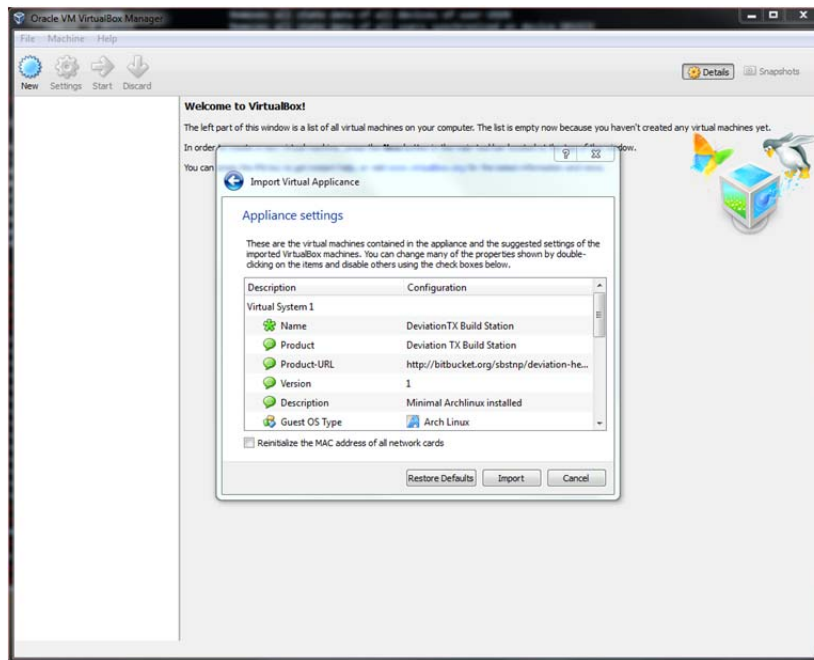 Oracle VM VirtualBox Manager
File Machine Help
New Settings Start Discard
Details Snapshots
Welcome to VirtualBox!
The left part of this window is a list of all virtual machines on your computer. The list is empty now because you haven't created any virtual machines yet.
In order
window.
You can
Import Virtual Applicance
Appliance settings
These are the virtual machines contained in the appliance and the suggested settings of the
imported VirtualBox machines. You can change many of the properties shown by double-
clicking on the items and disable others using the check boxes below.
Description Configuration
Virtual System 1
Name DeviationTX Build Station
Product Deviation TX Build Station
Product-URL http://bitbucket.org/sbstnp/deviation-he...
Version 1
Description Minimal Archlinux installed
Guest OS Type Arch Linux
Reinitialize the MAC address of all network cards
Restore Defaults Import Cancel